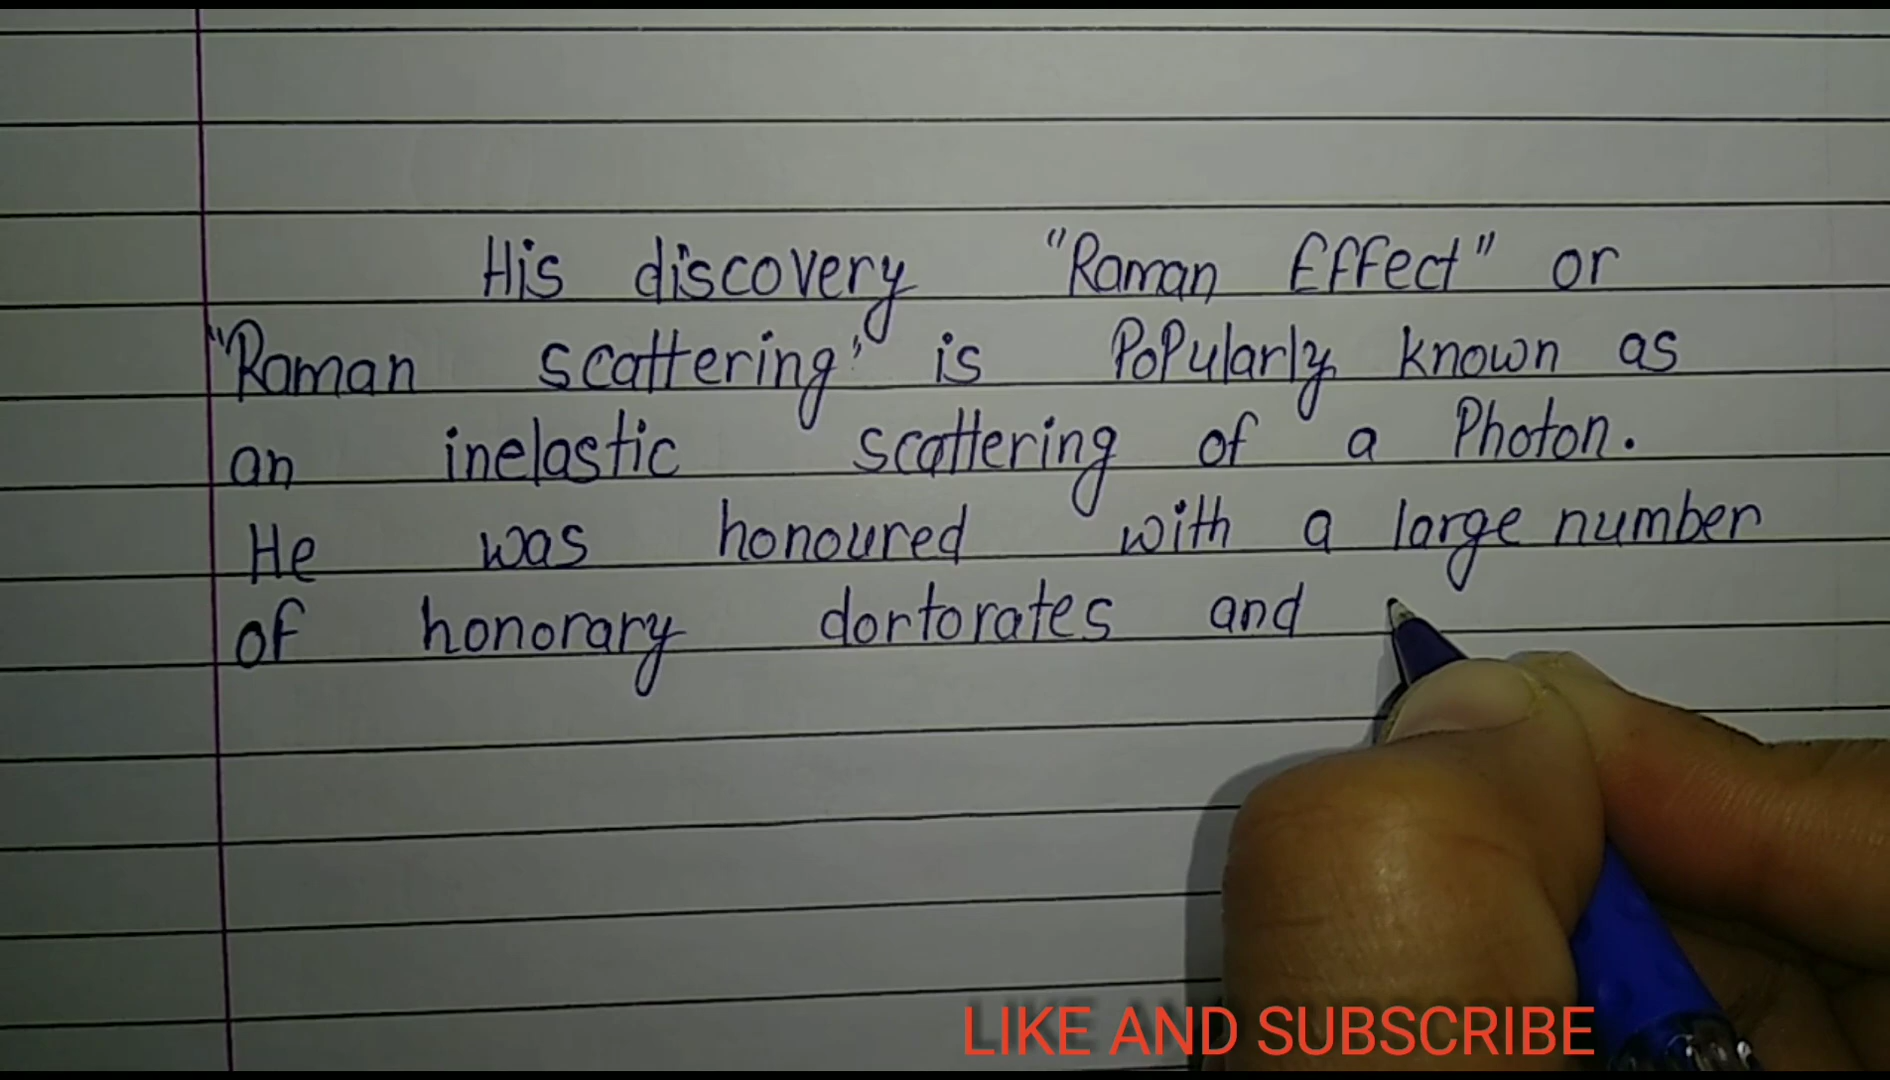 His discovery "Raman Effect" or
"Raman scattering" is Popularly known as
an inelastic scattering of a Photon.
He was honoured with a large number
of honorary dortorates and
LIKE AND SUBSCRIBE